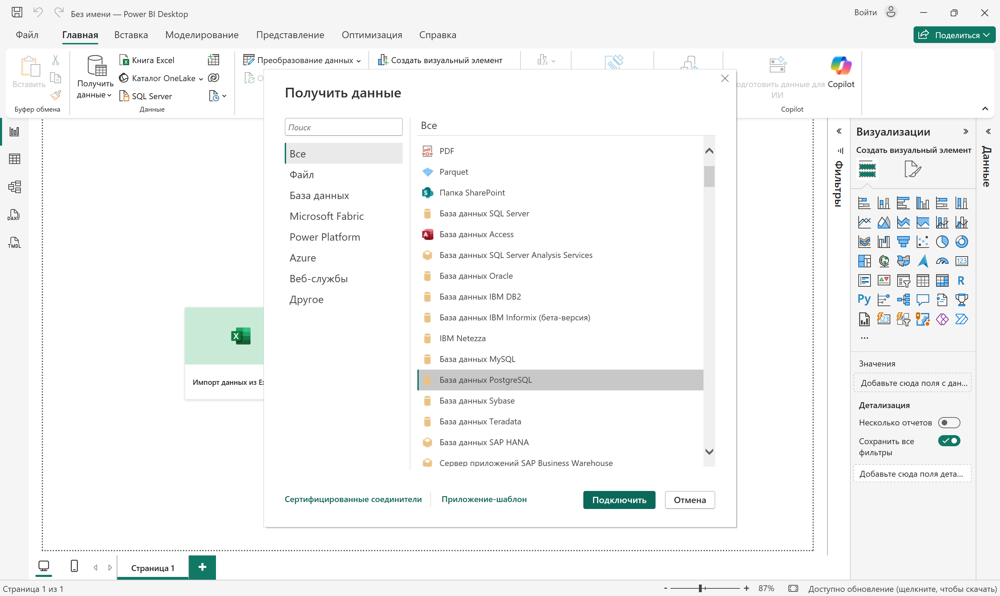 Без имени — Power BI Desktop
Войти
Файл
Главная
Вставка
Моделирование
Представление
Оптимизация
Справка
Поделиться
Вставить
Буфер обмена
Получить
данные
Книга Excel
Каталог OneLake
SQL Server
Данные
Преобразование данных
О
Создать визуальный элемент
одготовить данные для
ИИ
Copilot
Copilot
DAX
TMDL
Импорт данных из Ex
Получить данные
Поиск
Все
Файл
База данных
Microsoft Fabric
Power Platform
Azure
Веб-службы
Другое
Все
PDF
Parquet
Папка SharePoint
База данных SQL Server
База данных Access
База данных SQL Server Analysis Services
База данных Oracle
База данных IBM DB2
База данных IBM Informix (бета-версия)
IBM Netezza
База данных MySQL
База данных PostgreSQL
База данных Sybase
База данных Teradata
База данных SAP HANA
Сервер приложений SAP Business Warehouse
Сертифицированные соединители
Приложение-шаблон
Подключить
Отмена
Фильтры
Визуализации
Создать визуальный элемент
123
R
Py
123
...
Значения
Добавьте сюда поля с дан...
Детализация
Несколько отчетов
Сохранить все
фильтры
Добавьте сюда поля дета...
Данные
Страница 1
Страница 1 из 1
87%
Доступно обновление (щелкните, чтобы скачать)